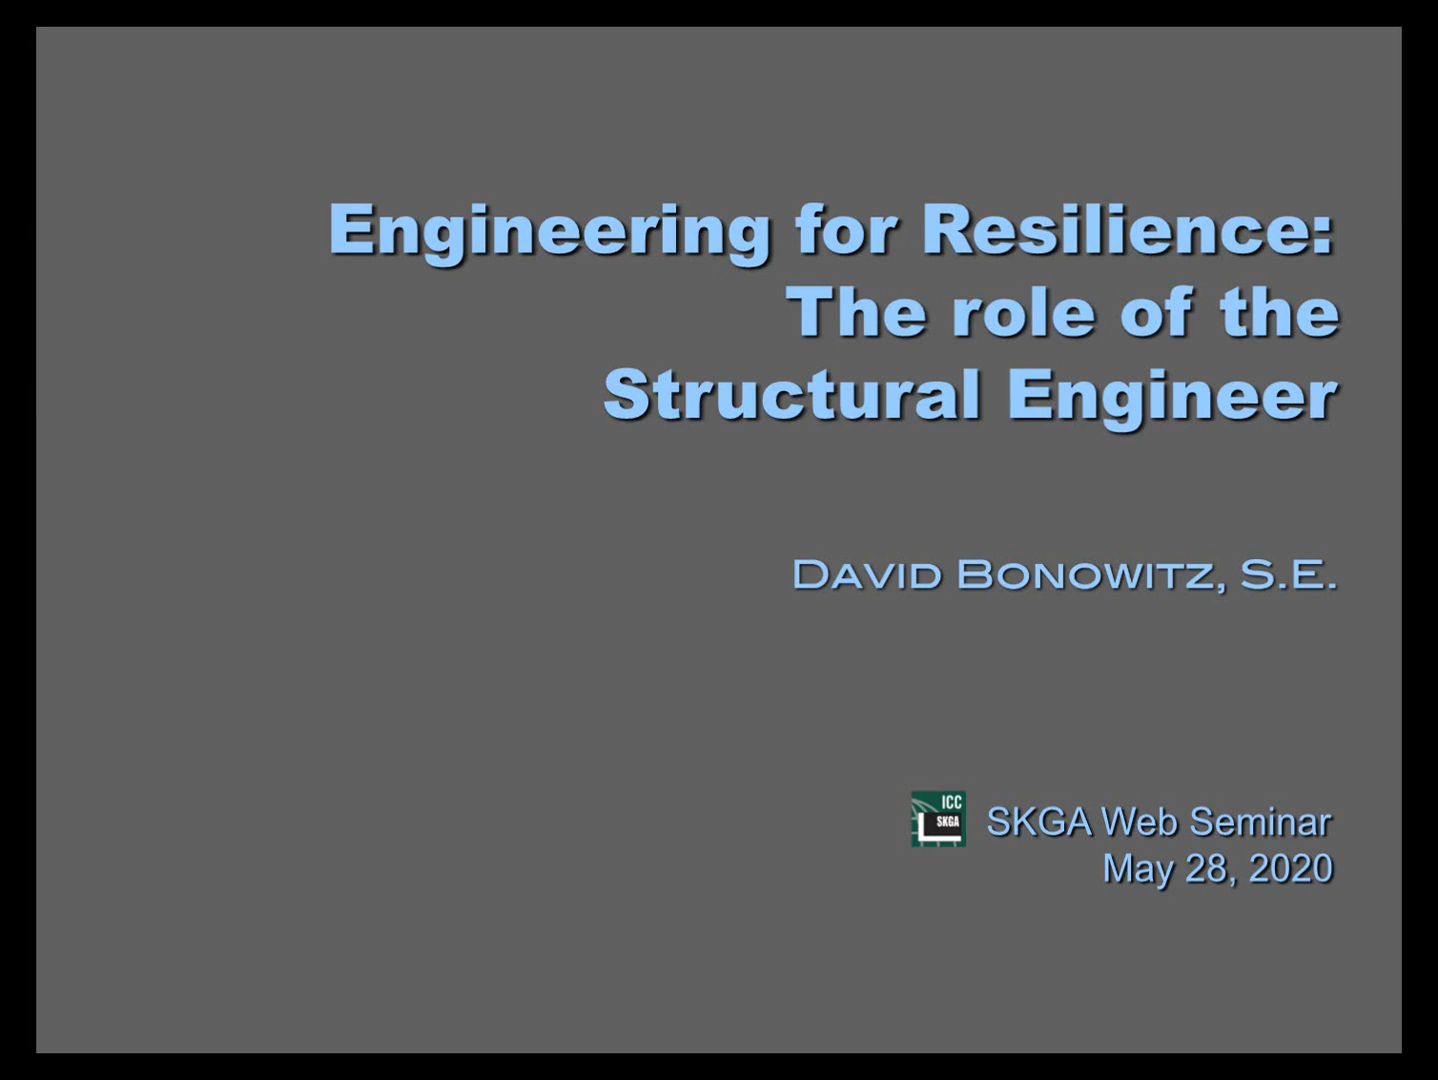 Engineering for Resilience:
The role of the
Structural Engineer
DAVID BONOWITZ, S.E.
ICC
SKGA
SKGA Web Seminar
May 28, 2020